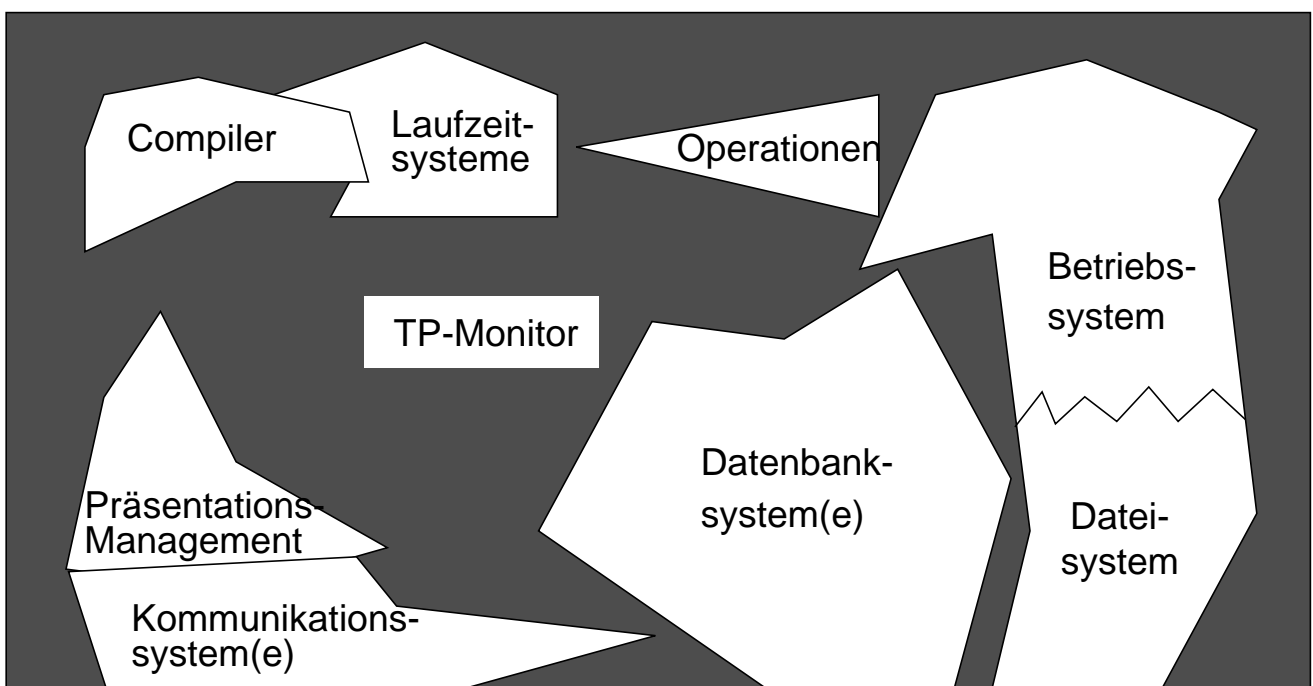 Compiler
Laufzeit-
systeme
Operationen
Betriebs-
system
TP-Monitor
Datenbank-
system(e)
Präsentations-
Management
Datei-
system
Kommunikations-
system(e)